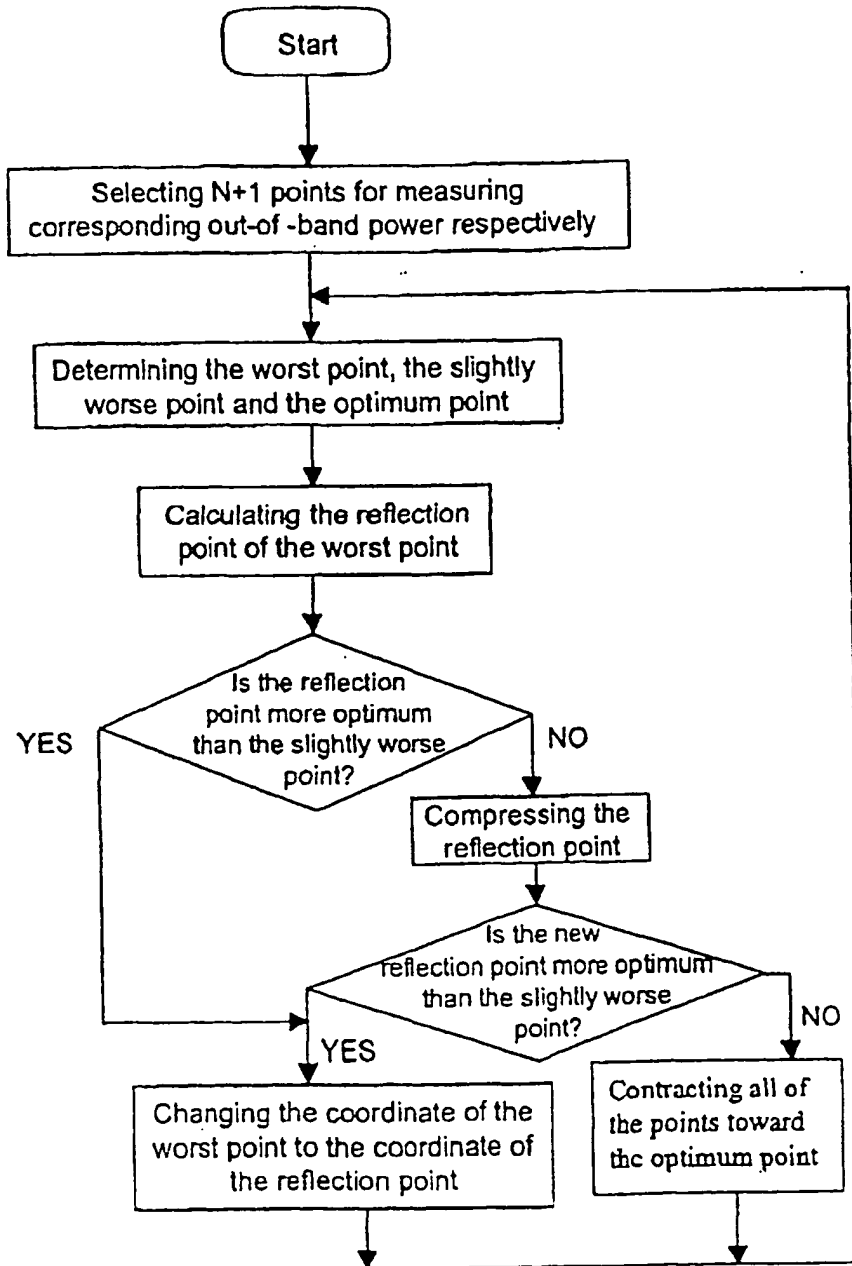 Start
Selecting N+1 points for measuring
corresponding out-of -band power respectively
Determining the worst point, the slightly
worse point and the optimum point
Calculating the reflection
point of the worst point
Is the reflection
point more optimum
than the slightly worse
point?
YES
NO
Compressing the
reflection point
Is the new
reflection point more optimum
than the slightly worse
point?
YES
NO
Changing the coordinate of the
worst point to the coordinate of
the reflection point
Contracting all of
the points toward
the optimum point